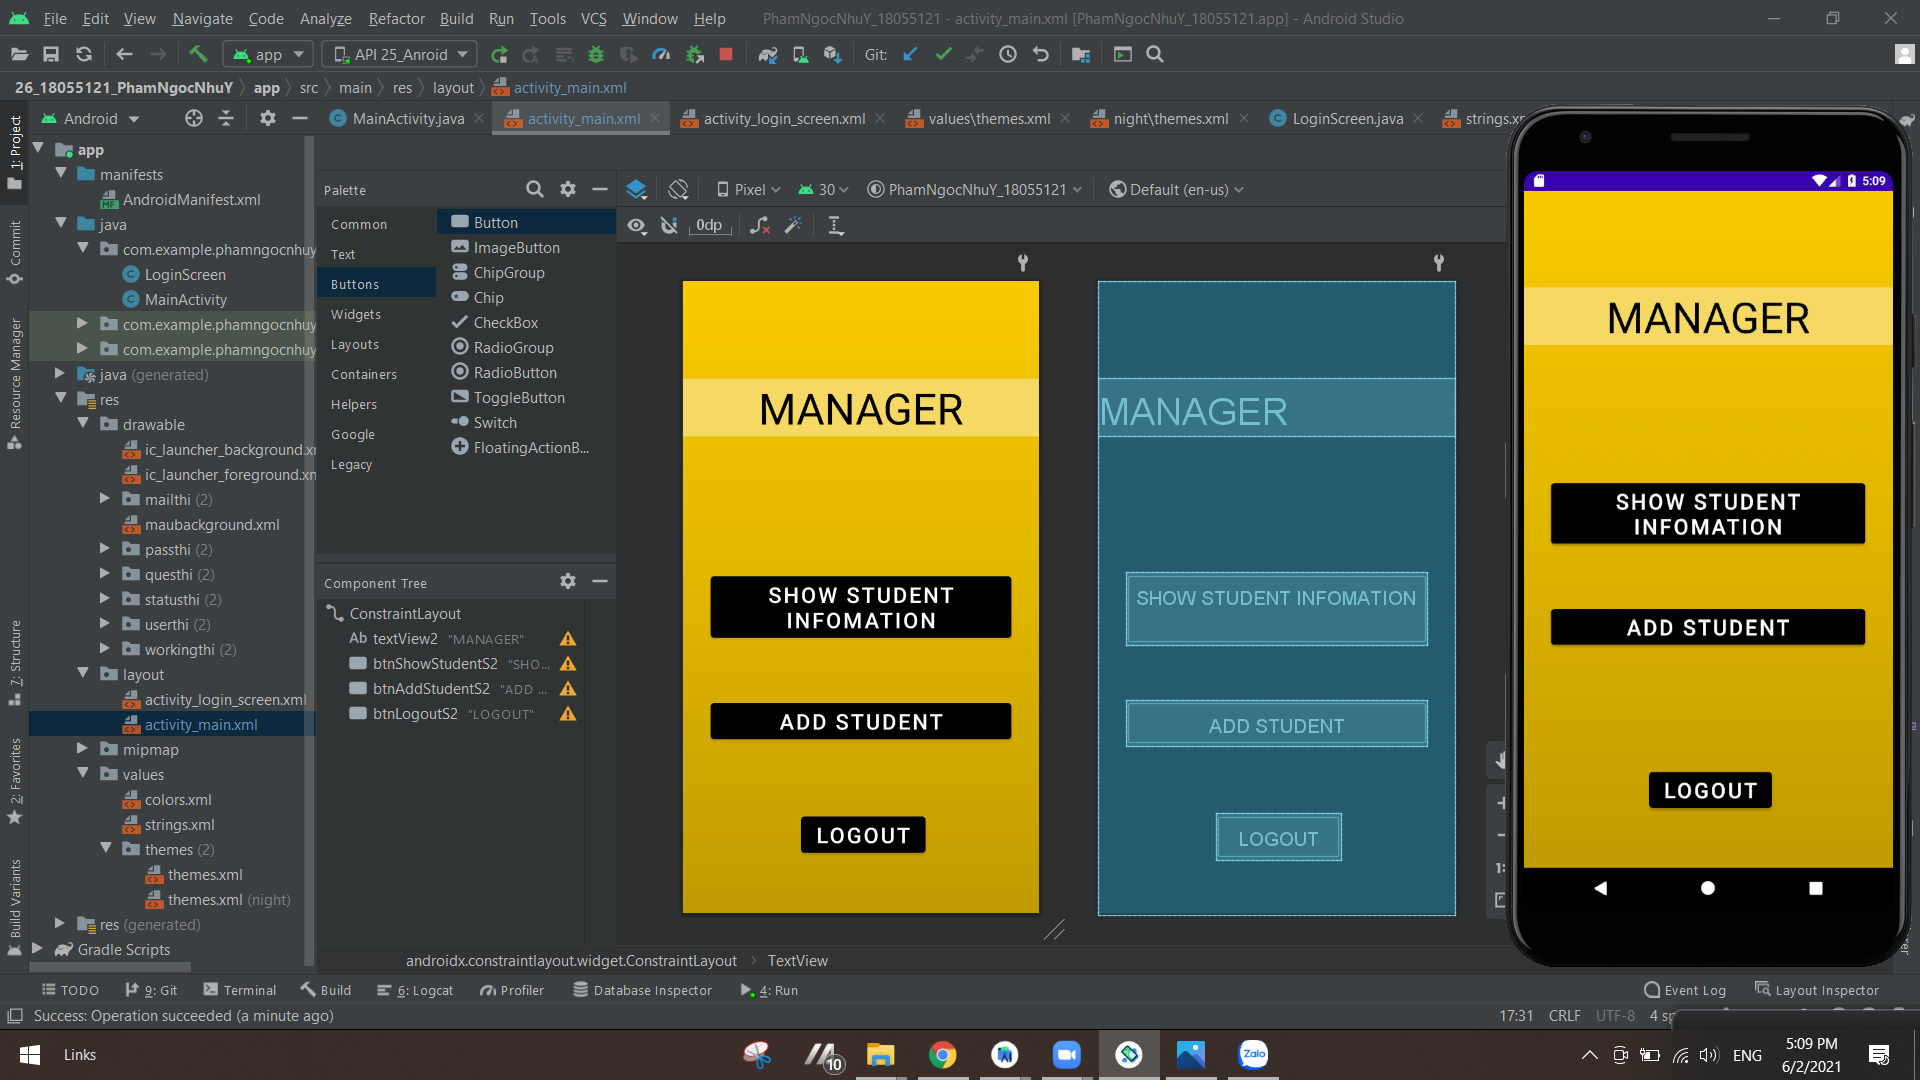 File Edit View Navigate Code Analyze Refactor Build Run Tools VCS Window Help PhamNgocNhuY_18055121 - activity_main.xml [PhamNgocNhuY_18055121.app] - Android Studio
app API 25_Anroid Git:
26_18055121_PhamNgocNhuY app src main res layout activity_main.xml
Android MainActivity.java activity_main.xml activity_login_screen.xml values\themes.xml night\themes.xml LoginScreen.java strings.x
1: Project
Commit
Resource Manager
7: Structure
2: Favorites
Build Variants
app
manifests
AndroidManifest.xml
java
com.example.phamngocnhuy
LoginScreen
MainActivity
com.example.phamngocnhuy
com.example.phamngocnhuy
java (generated)
res
drawable
ic_launcher_background.x
ic_launcher_foreground.x
mailthi (2)
maubackground.xml
passthi (2)
questhi (2)
statusthi (2)
userthi (2)
workingthi (2)
layout
activity_login_screen.xml
activity_main.xml
mipmap
values
colors.xml
strings.xml
themes (2)
themes.xml
themes.xml (night)
res (generated)
Gradle Scripts
Palette
Common
Text
Buttons
Widgets
Layouts
Containers
Helpers
Google
Legacy
Button
ImageButton
ChipGroup
Chip
CheckBox
RadioGroup
RadioButton
ToggleButton
Switch
FloatingActionB...
Component Tree
ConstraintLayout
Ab textView2 "MANAGER"
btnShowStudentS2 "SHO...
btnAddStudentS2 "ADD ...
btnLogoutS2 "LOGOUT"
Pixel 30 PhamNgocNhuY_18055121 Default (en-us)
0dp
MANAGER
SHOW STUDENT
INFOMATION
ADD STUDENT
LOGOUT
MANAGER
SHOW STUDENT INFOMATION
ADD STUDENT
LOGOUT
5:09
MANAGER
SHOW STUDENT
INFOMATION
ADD STUDENT
LOGOUT
androidx.constraintlayout.widget.ConstraintLayout TextView
TODO 9: Git Terminal Build 6: Logcat Profiler Database Inspector 4: Run Event Log Layout Inspector
Success: Operation succeeded (a minute ago) 17:31 CRLF UTF-8 4 sp
Links 10 Zalo ENG 5:09 PM
6/2/2021